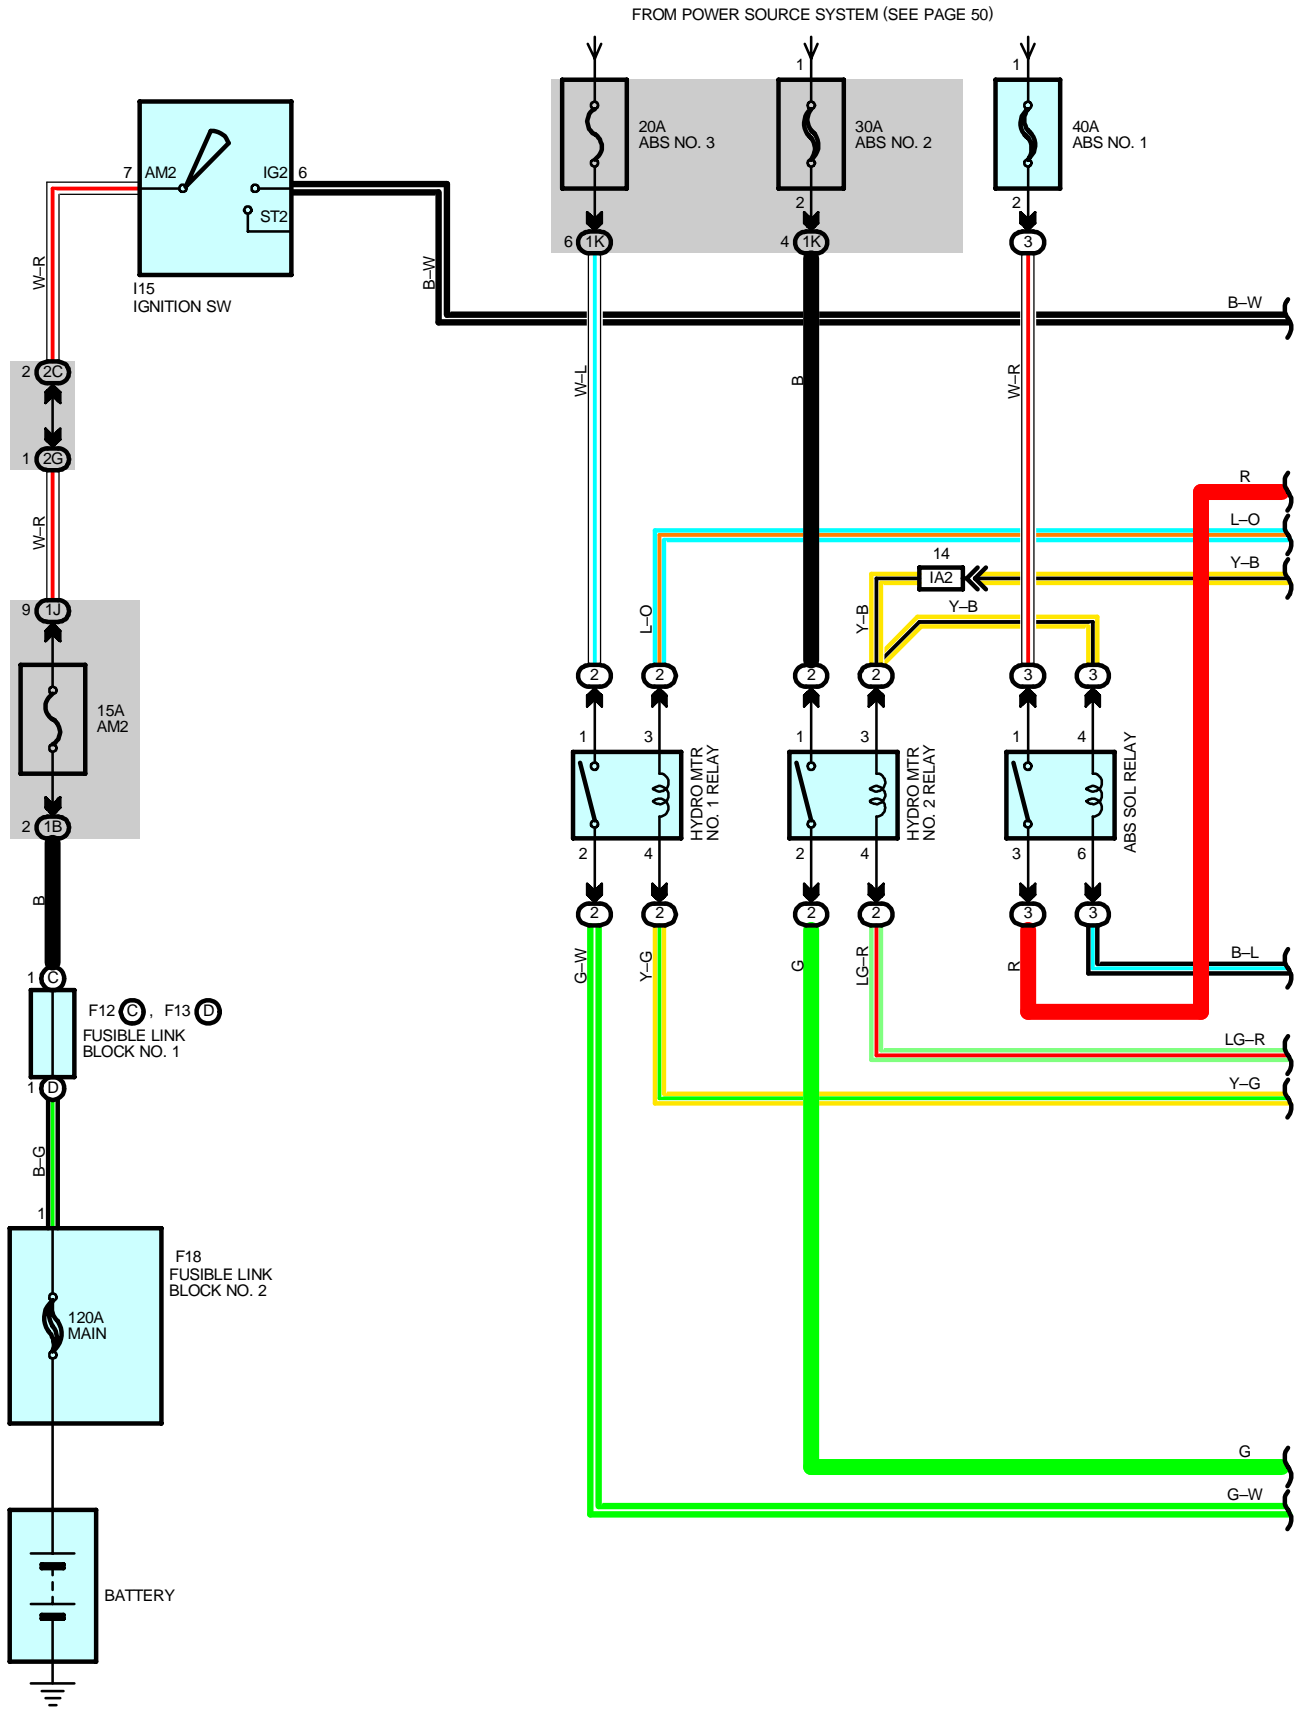 FROM POWER SOURCE SYSTEM (SEE PAGE 50)
1
1
20A
ABS NO. 3
30A
ABS NO. 2
40A
ABS NO. 1
7
AM2
IG2
6
ST2
2
2
6
1K
4
1K
3
W–R
B–W
I15
IGNITION SW
B–W
2
2C
W–L
B
W–R
1
2G
R
L–O
W–R
14
IA2
Y–B
Y–B
L–O
Y–B
9
1J
2
2
2
2
3
3
15A
AM2
1
3
1
3
1
4
HYDRO MTR
NO. 1 RELAY
HYDRO MTR
NO. 2 RELAY
ABS SOL RELAY
2
1B
2
4
2
4
3
6
2
2
2
2
3
3
B
G–W
Y–G
G
LG–R
R
B–L
1
C
F12
C
,
F13
D
FUSIBLE LINK
BLOCK NO. 1
LG–R
1
D
Y–G
B–G
1
F18
FUSIBLE LINK
BLOCK NO. 2
120A
MAIN
G
G–W
BATTERY